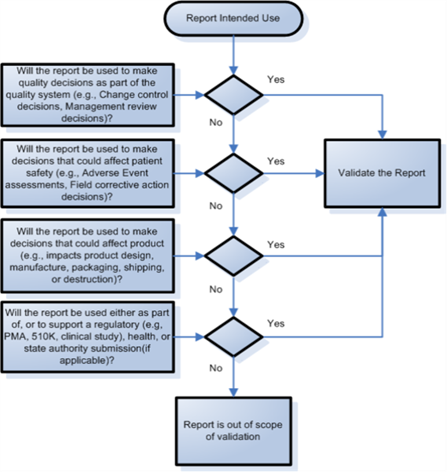 Report Intended Use
Will the report be used to make
quality decisions as part of the
quality system (e.g., Change control
decisions, Management review
decisions)?
Yes
No
Will the report be used to make
decisions that could affect patient
safety (e.g., Adverse Event
assessments, Field corrective action
decisions)?
Yes
Validate the Report
No
Will the report be used to make
decisions that could affect product
(e.g., impacts product design,
manufacture, packaging, shipping,
or destruction)?
Yes
No
Will the report be used either as part
of, or to support a regulatory (e.g,
PMA, 510K, clinical study), health, or
state authority submission(if
applicable)?
Yes
No
Report is out of scope
of validation